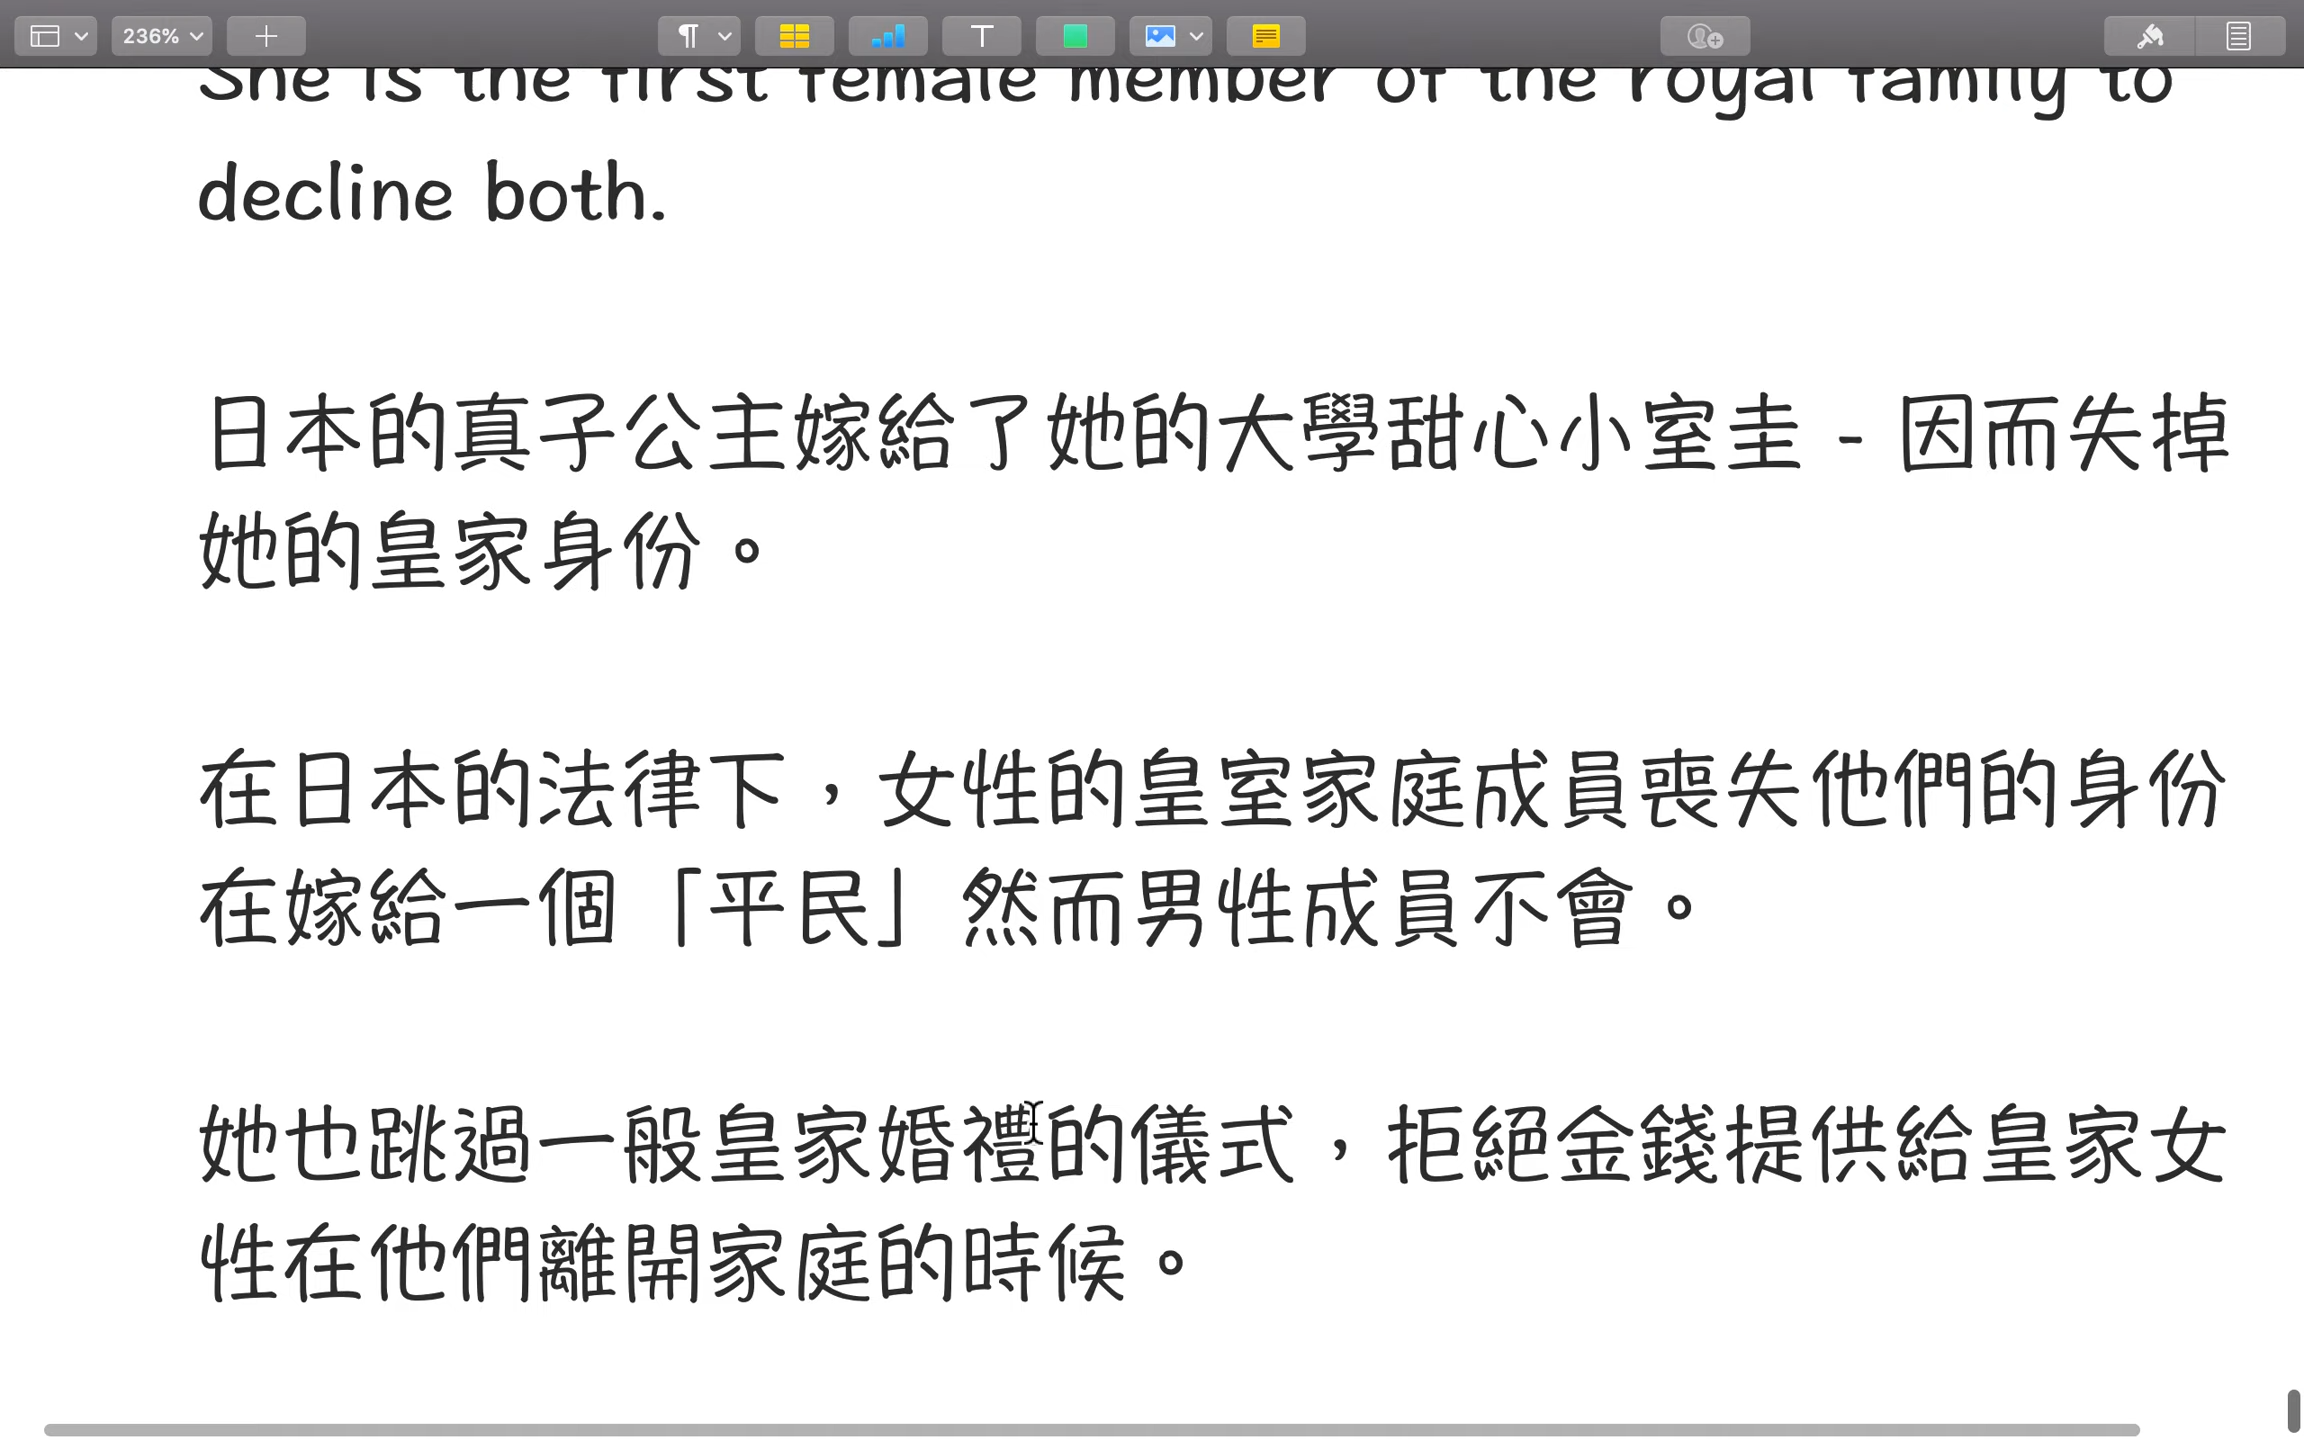 236%
She is the first female member of the royal family to
decline both.
日本的真子公主嫁給了她的大學甜心小室圭 - 因而失掉
她的皇家身份。
在日本的法律下，女性的皇室家庭成員喪失他們的身份
在嫁給一個「平民」然而男性成員不會。
她也跳過一般皇家婚禮的儀式，拒絕金錢提供給皇家女
性在他們離開家庭的時候。